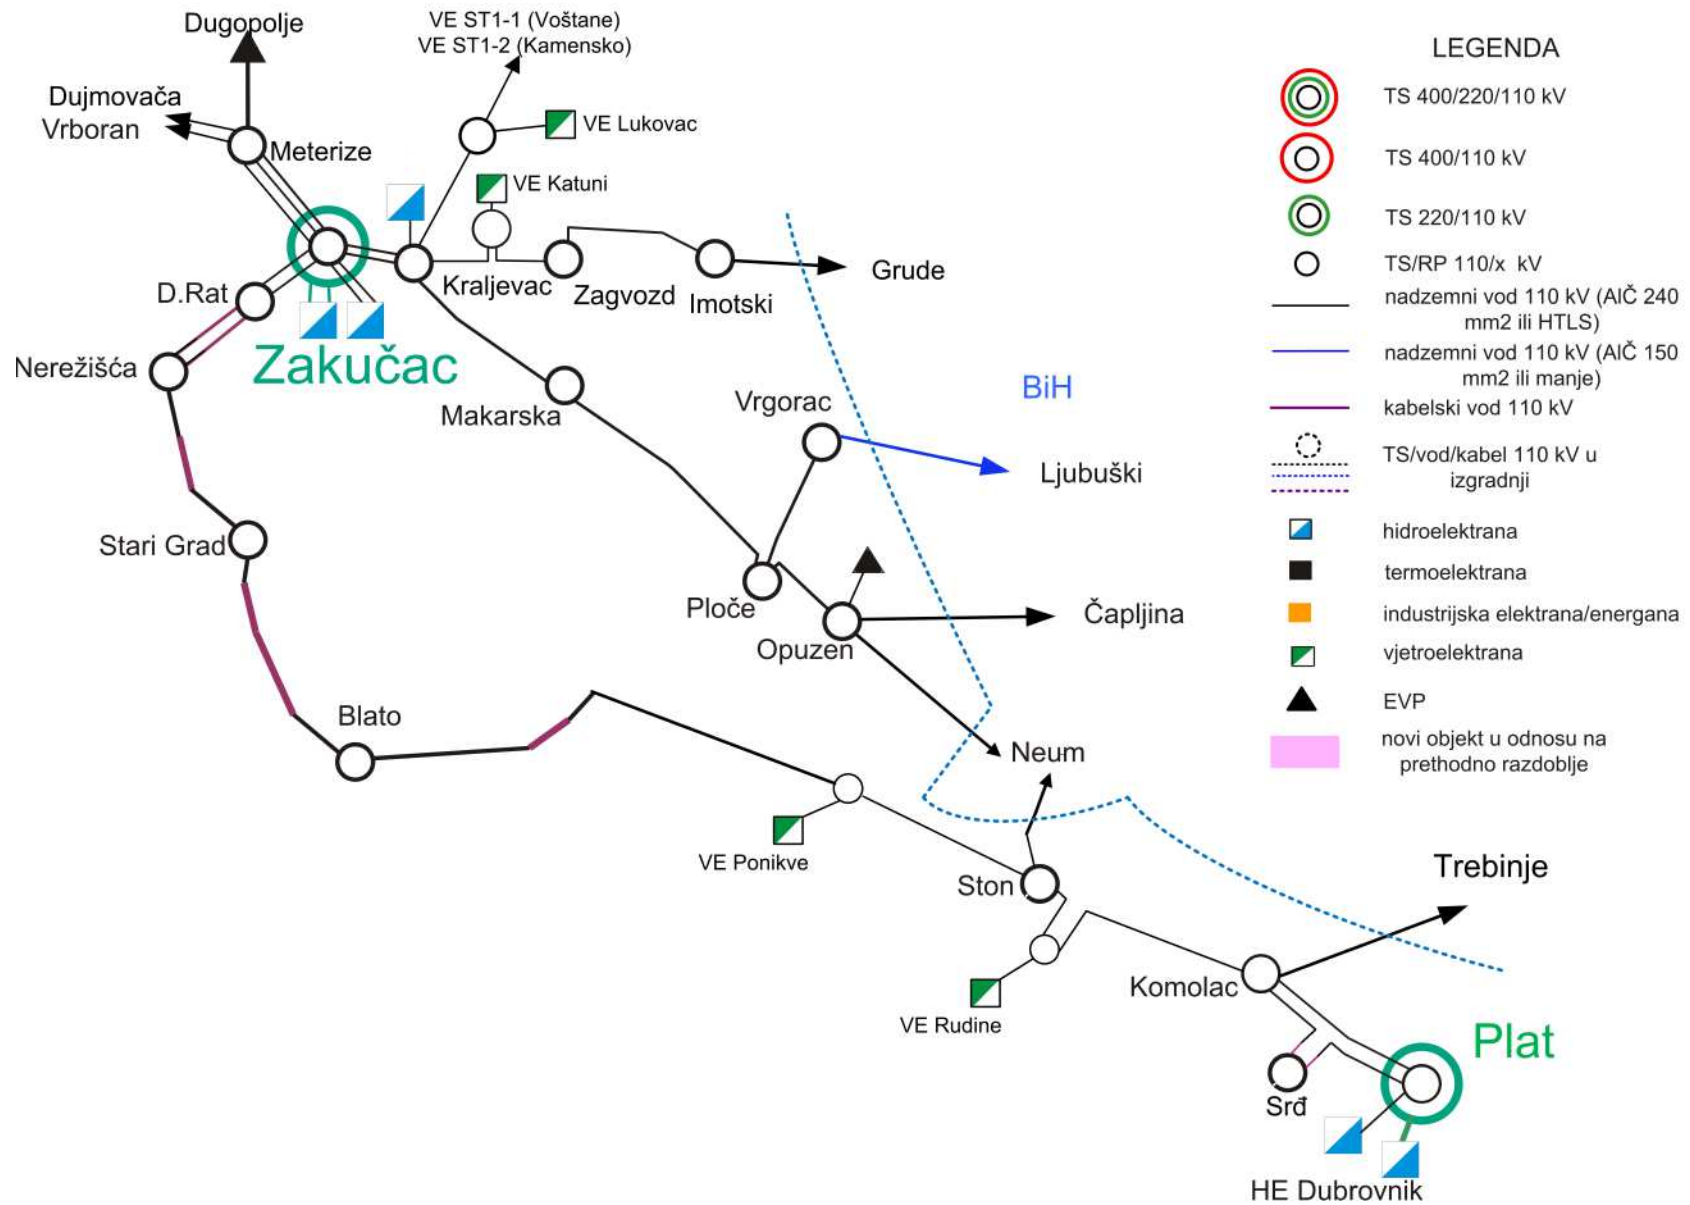 Dugopolje
VE ST1-1 (Voštane)
VE ST1-2 (Kamensko)
Dujmovača
Vrboran
Meterize
VE Lukovac
VE Katuni
D.Rat
Kraljevac
Zagvozd
Imotski
Grude
Nerežišća
Zakučac
Makarska
Vrgorac
BiH
Ljubuški
Stari Grad
Ploče
Opuzen
Čapljina
Blato
Neum
VE Ponikve
Ston
VE Rudine
Trebinje
Komolac
Plat
Srđ
HE Dubrovnik
LEGENDA
TS 400/220/110 kV
TS 400/110 kV
TS 220/110 kV
TS/RP 110/x kV
nadzemni vod 110 kV (AlČ 240
mm2 ili HTLS)
nadzemni vod 110 kV (AlČ 150
mm2 ili manje)
kabelski vod 110 kV
TS/vod/kabel 110 kV u
izgradnji
hidroelektrana
termoelektrana
industrijska elektrana/energana
vjetroelektrana
EVP
novi objekt u odnosu na
prethodno razdoblje